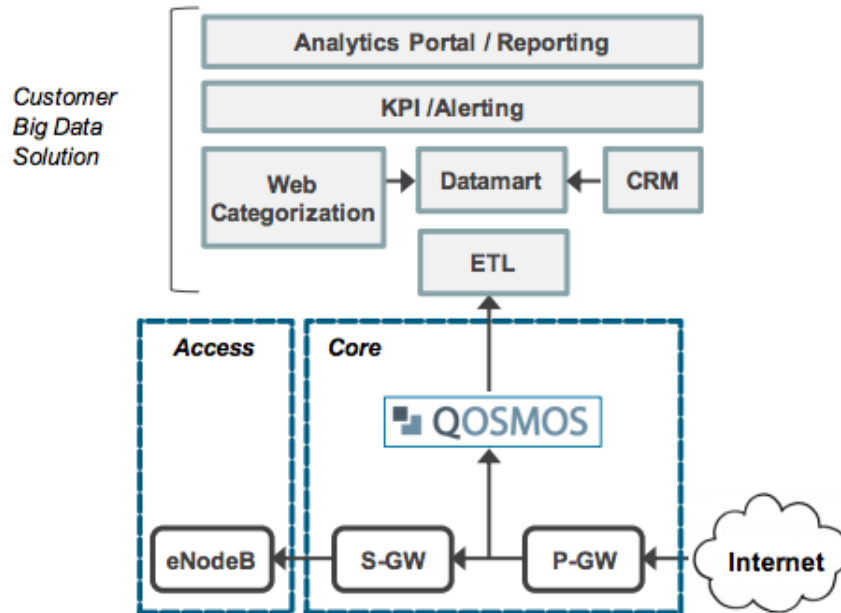 Analytics Portal / Reporting
KPI /Alerting
Customer
Big Data
Solution
Web
Categorization
Datamart
CRM
ETL
Access
Core
QOSMOS
eNodeB
S-GW
P-GW
Internet